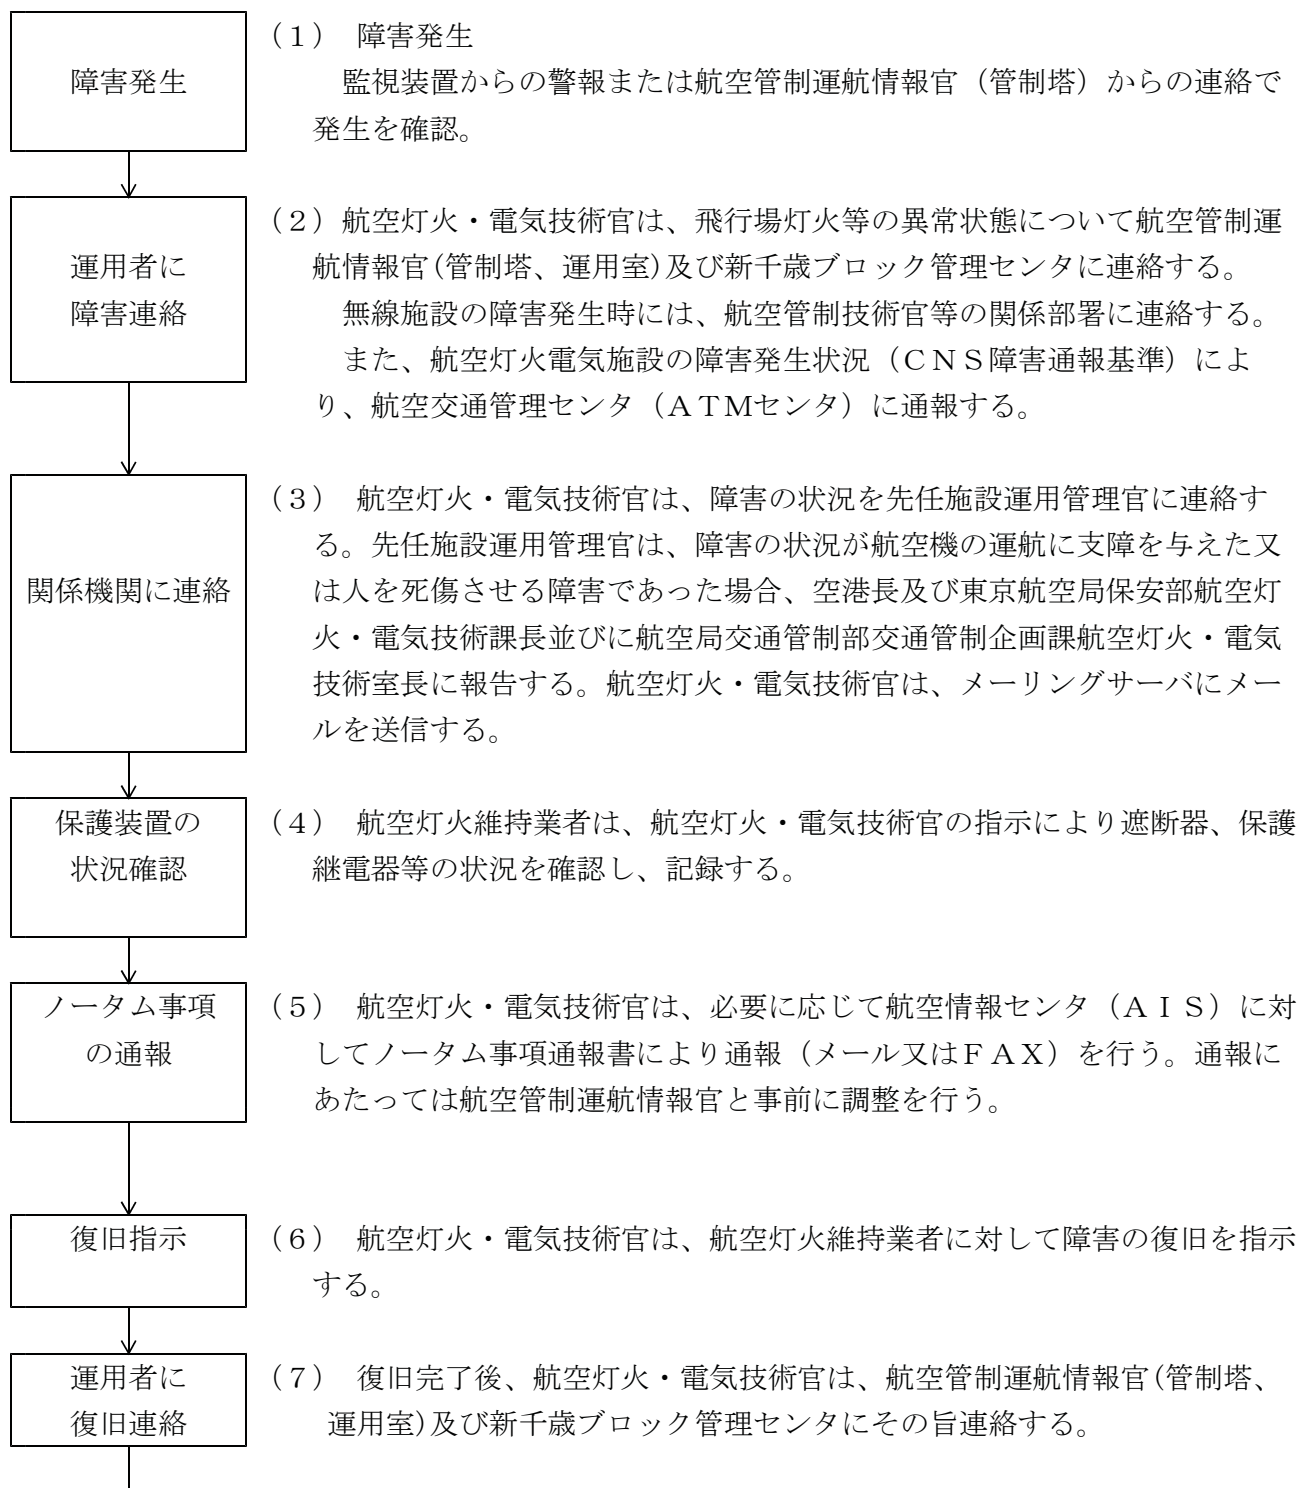 障害発生
（１）　障害発生
監視装置からの警報または航空管制運航情報官（管制塔）からの連絡で
発生を確認。
運用者に
障害連絡
（２）航空灯火・電気技術官は、飛行場灯火等の異常状態について航空管制運
航情報官(管制塔、運用室)及び新千歳ブロック管理センタに連絡する。
無線施設の障害発生時には、航空管制技術官等の関係部署に連絡する。
また、航空灯火電気施設の障害発生状況（ＣＮＳ障害通報基準）によ
り、航空交通管理センタ（ＡＴＭセンタ）に通報する。
関係機関に連絡
（３）　航空灯火・電気技術官は、障害の状況を先任施設運用管理官に連絡す
る。先任施設運用管理官は、障害の状況が航空機の運航に支障を与えた又
は人を死傷させる障害であった場合、空港長及び東京航空局保安部航空灯
火・電気技術課長並びに航空局交通管制部交通管制企画課航空灯火・電気
技術室長に報告する。航空灯火・電気技術官は、メーリングサーバにメー
ルを送信する。
保護装置の
状況確認
（４）　航空灯火維持業者は、航空灯火・電気技術官の指示により遮断器、保護
継電器等の状況を確認し、記録する。
ノータム事項
の通報
（５）　航空灯火・電気技術官は、必要に応じて航空情報センタ（ＡＩＳ）に対
してノータム事項通報書により通報（メール又はＦＡＸ）を行う。通報に
あたっては航空管制運航情報官と事前に調整を行う。
復旧指示
（６）　航空灯火・電気技術官は、航空灯火維持業者に対して障害の復旧を指示
する。
運用者に
復旧連絡
（７）　復旧完了後、航空灯火・電気技術官は、航空管制運航情報官(管制塔、
運用室)及び新千歳ブロック管理センタにその旨連絡する。